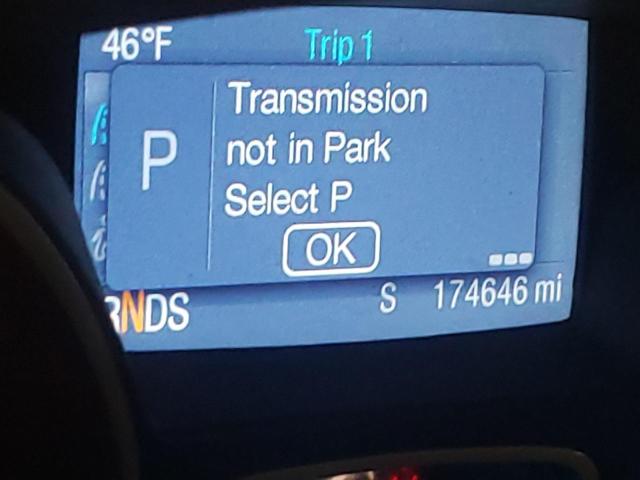 46°F Trip 1
P
Transmission
not in Park
Select P
OK
RNDS S 174646 mi